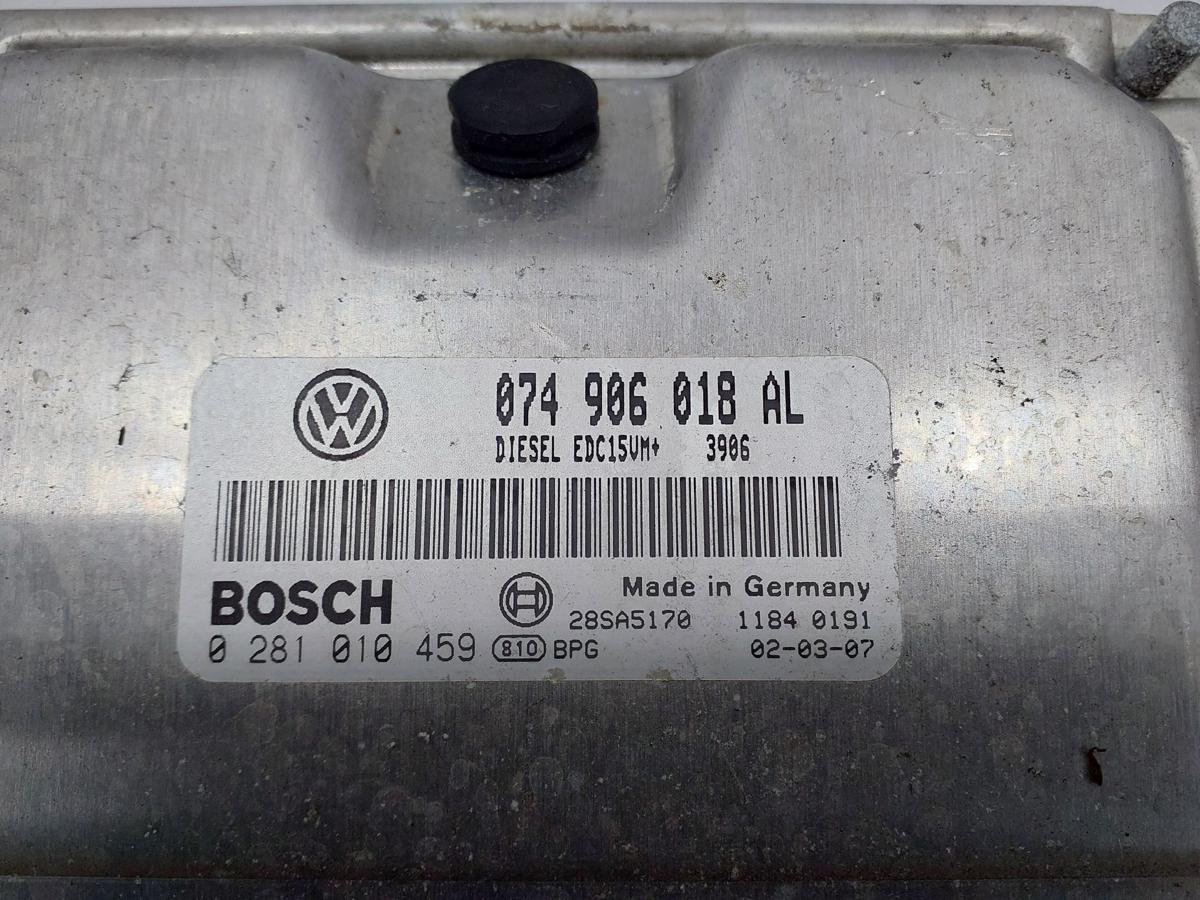 074 906 018 AL
DIESEL EDC15VM+ 3906
BOSCH
Made in Germany
28SA5170 1184 0191
0 281 010 459 810 BPG 02-03-07